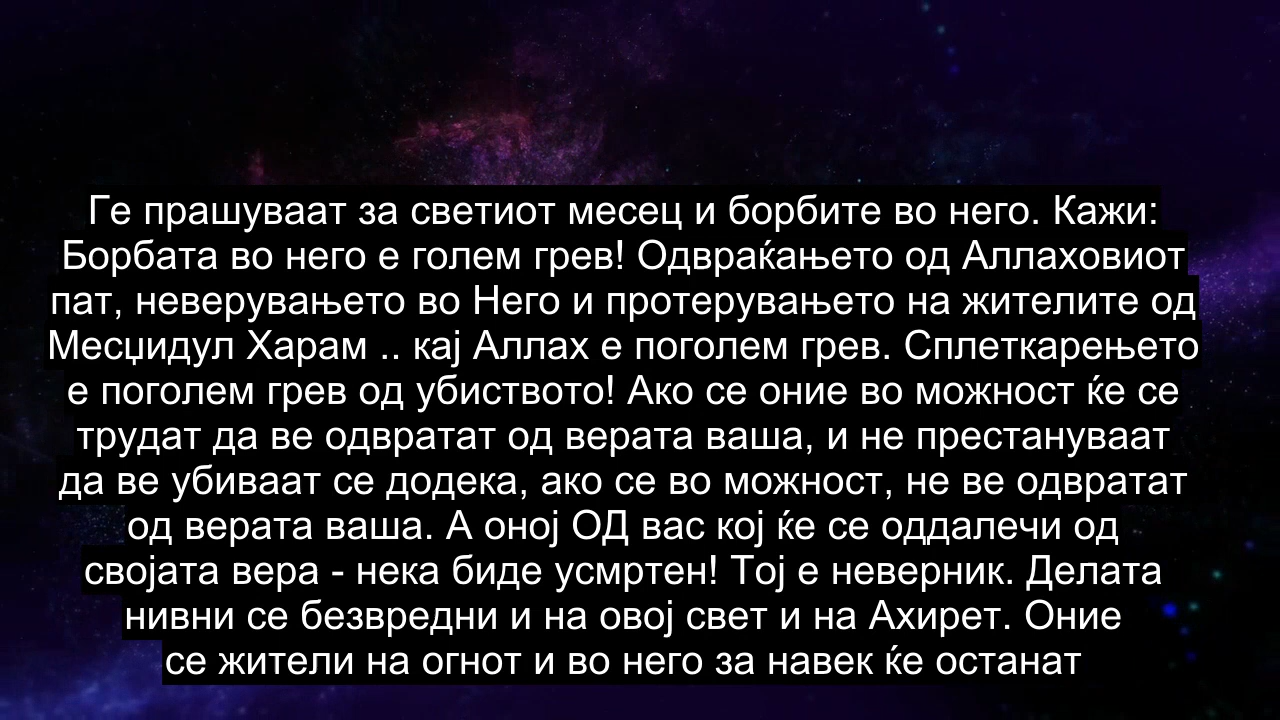 Ге прашуваат за светиот месец и борбите во него. Кажи:
Борбата во него е голем грев! Одвраќањето од Аллаховиот
пат, неверувањето во Него и протерувањето на жителите од
Месџидул Харам .. кај Аллах е поголем грев. Сплеткарењето
е поголем грев од убиството! Ако се оние во можност ќе се
трудат да ве одвратат од верата ваша, и не престануваат
да ве убиваат се додека, ако се во можност, не ве одвратат
од верата ваша. А оној ОД вас кој ќе се оддалечи од
својата вера - нека биде усмртен! Тој е неверник. Делата
нивни се безвредни и на овој свет и на Ахирет. Оние
се жители на огнот и во него за навек ќе останат